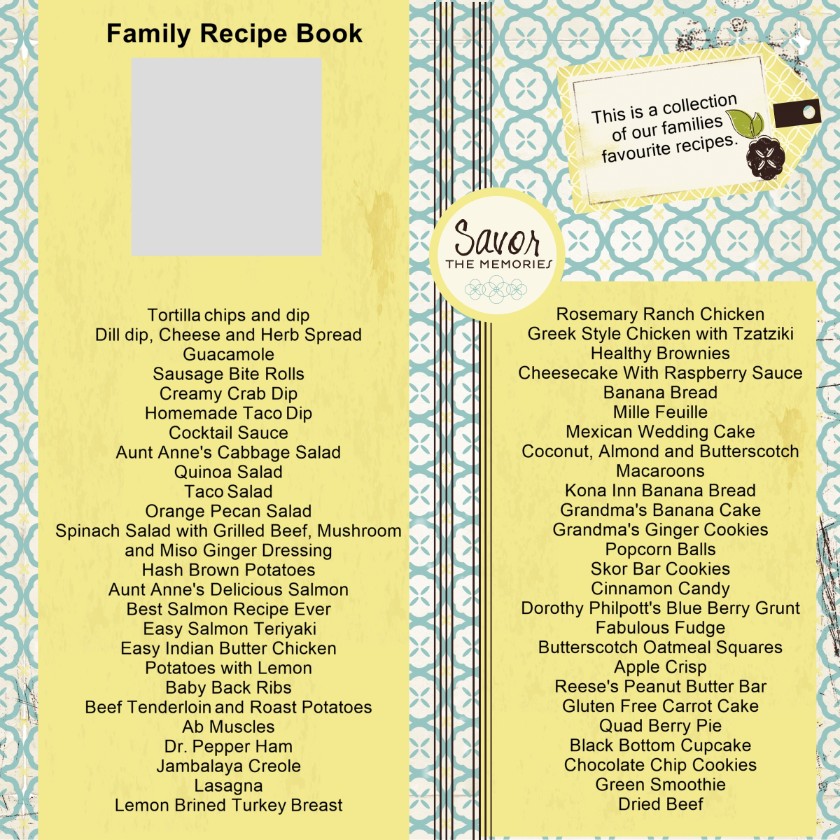 Family Recipe Book
This is a collection
of our families
favourite recipes.
Savor
THE MEMORIES
Tortilla chips and dip
Dill dip, Cheese and Herb Spread
Guacamole
Sausage Bite Rolls
Creamy Crab Dip
Homemade Taco Dip
Cocktail Sauce
Aunt Anne's Cabbage Salad
Quinoa Salad
Taco Salad
Orange Pecan Salad
Spinach Salad with Grilled Beef, Mushroom
and Miso Ginger Dressing
Hash Brown Potatoes
Aunt Anne's Delicious Salmon
Best Salmon Recipe Ever
Easy Salmon Teriyaki
Easy Indian Butter Chicken
Potatoes with Lemon
Baby Back Ribs
Beef Tenderloin and Roast Potatoes
Ab Muscles
Dr. Pepper Ham
Jambalaya Creole
Lasagna
Lemon Brined Turkey Breast
Rosemary Ranch Chicken
Greek Style Chicken with Tzatziki
Healthy Brownies
Cheesecake With Raspberry Sauce
Banana Bread
Mille Feuille
Mexican Wedding Cake
Coconut, Almond and Butterscotch
Macaroons
Kona Inn Banana Bread
Grandma's Banana Cake
Grandma's Ginger Cookies
Popcorn Balls
Skor Bar Cookies
Cinnamon Candy
Dorothy Philpott's Blue Berry Grunt
Fabulous Fudge
Butterscotch Oatmeal Squares
Apple Crisp
Reese's Peanut Butter Bar
Gluten Free Carrot Cake
Quad Berry Pie
Black Bottom Cupcake
Chocolate Chip Cookies
Green Smoothie
Dried Beef